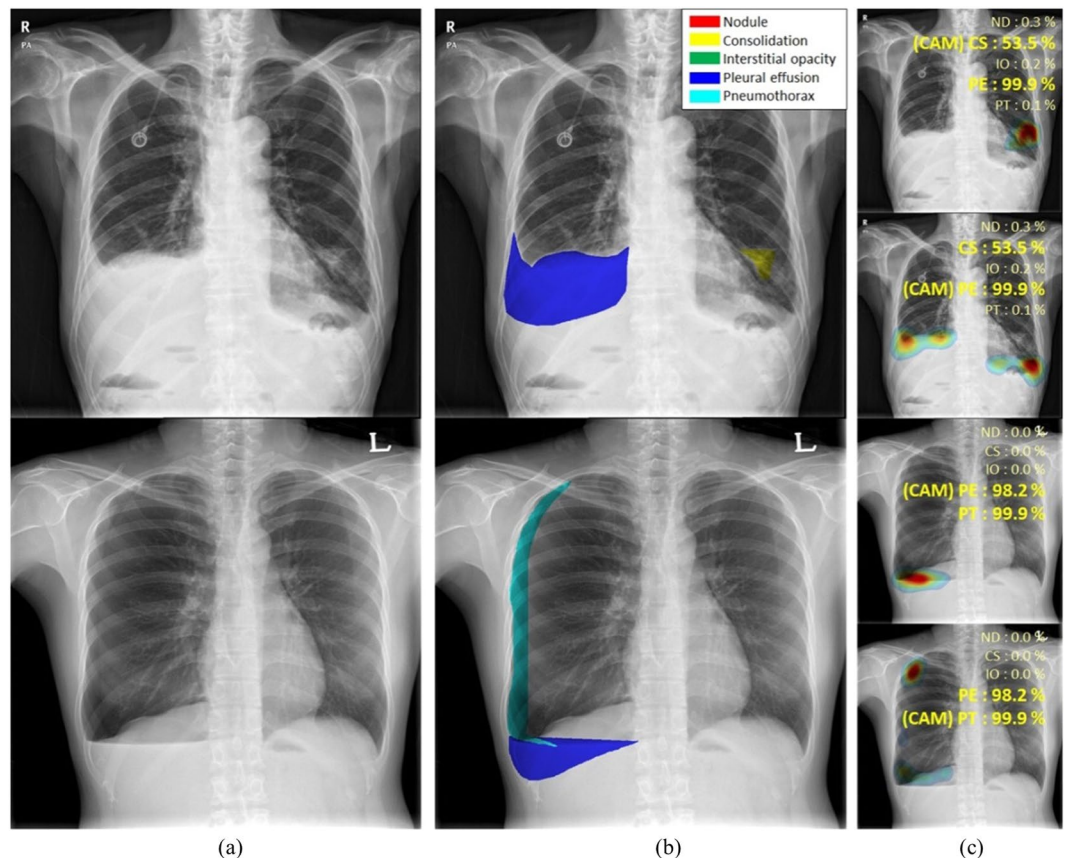 R
PA
R
PA
Nodule
Consolidation
Interstitial opacity
Pleural effusion
Pneumothorax
ND : 0.3 %
(CAM) CS : 53.5 %
IO : 0.2 %
PE : 99.9 %
PT : 0.1 %
R
ND : 0.3 %
CS : 53.5 %
IO : 0.2 %
(CAM) PE : 99.9 %
PT : 0.1 %
L
L
ND : 0.0 %
CS : 0.0 %
IO : 0.0 %
(CAM) PE : 98.2 %
PT : 99.9 %
L
ND : 0.0 %
CS : 0.0 %
IO : 0.0 %
PE : 98.2 %
(CAM) PT : 99.9 %
L
(a)
(b)
(c)